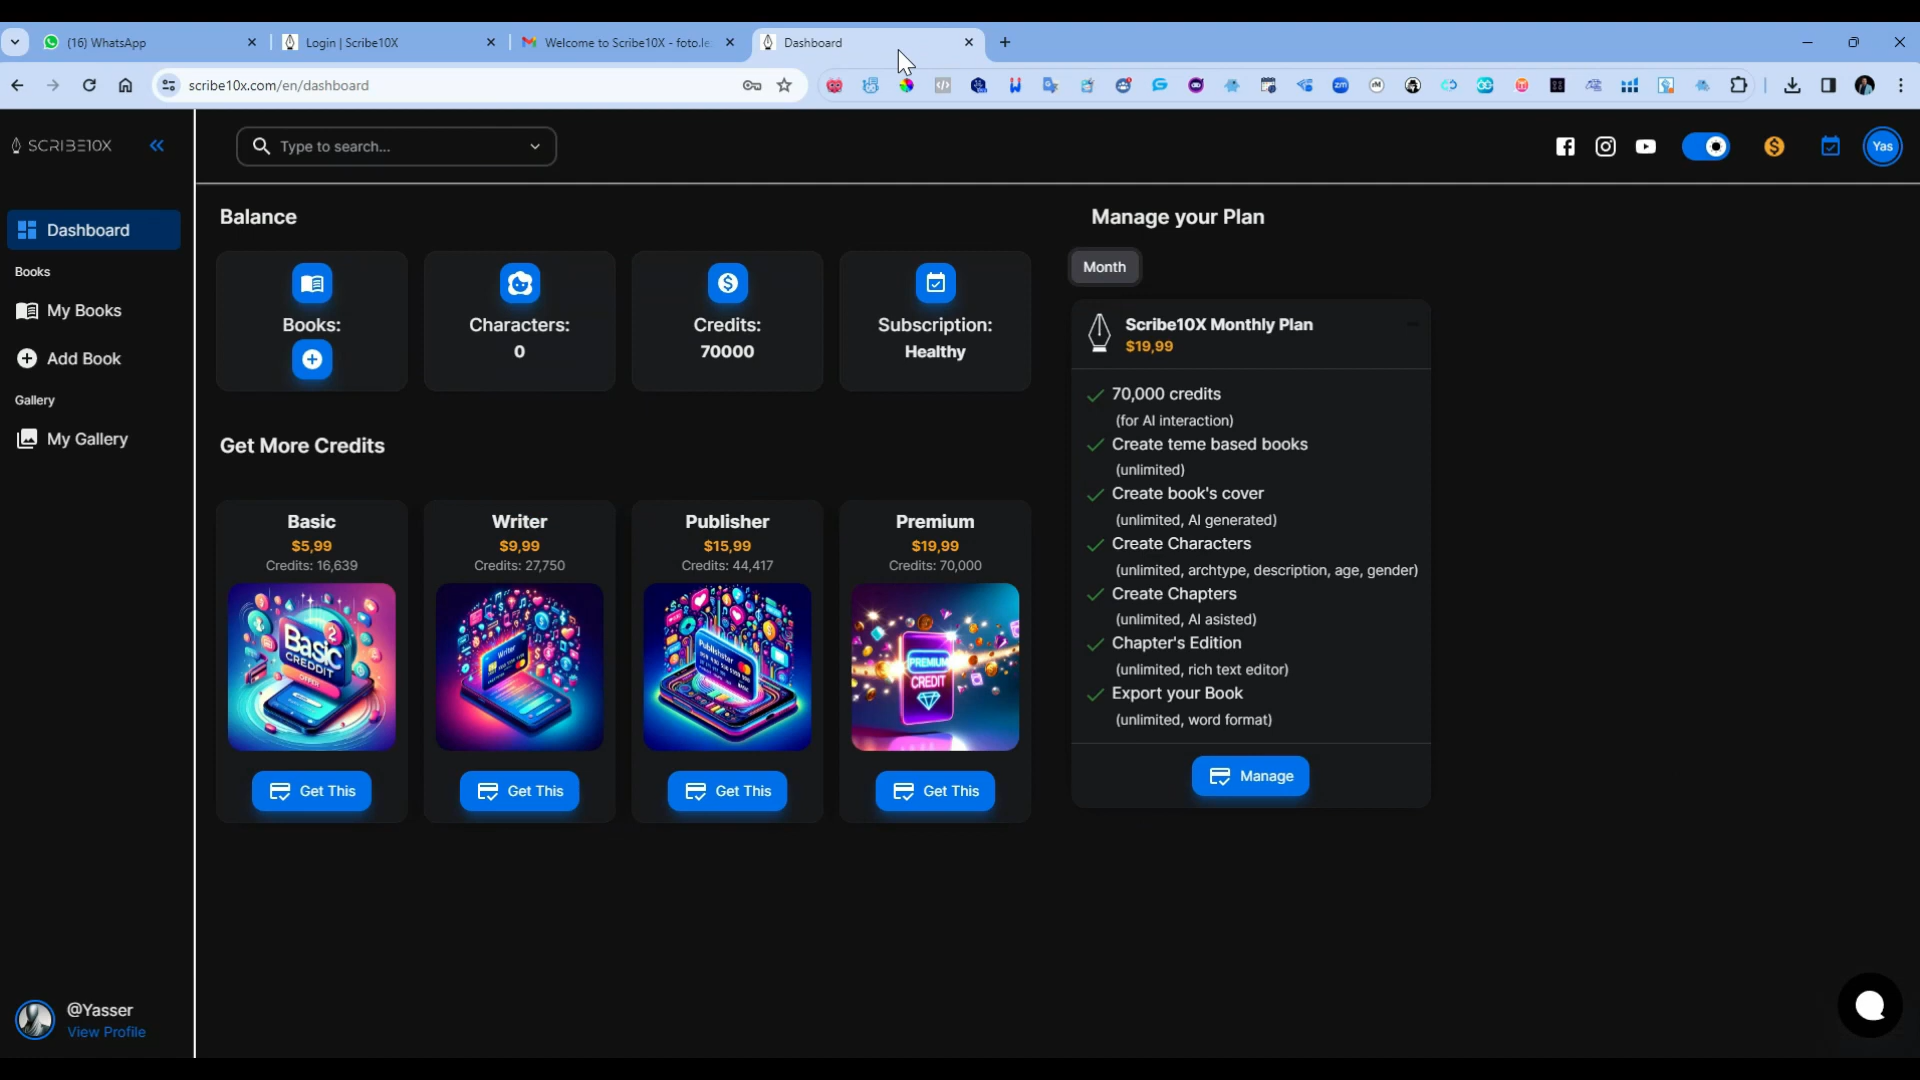 (16) WhatsApp
Login | Scribe10X
Welcome to Scribe10X - foto.le
Dashboard
scribe10x.com/en/dashboard
SCRIBE10X
Type to search...
Yas
Dashboard
Books
My Books
Add Book
Gallery
My Gallery
Balance
Books:
Characters:
0
Credits:
70000
Subscription:
Healthy
Get More Credits
Basic
$5,99
Credits: 16,639
Basic
CREDDIT
OFFER
Get This
Writer
$9,99
Credits: 27,750
Writer
Get This
Publisher
$15,99
Credits: 44,417
Publishster
Get This
Premium
$19,99
Credits: 70,000
PREMIUM
CREDIT
Get This
Manage your Plan
Month
Scribe10X Monthly Plan
$19,99
70,000 credits
(for AI interaction)
Create teme based books
(unlimited)
Create book's cover
(unlimited, AI generated)
Create Characters
(unlimited, archtype, description, age, gender)
Create Chapters
(unlimited, AI asisted)
Chapter's Edition
(unlimited, rich text editor)
Export your Book
(unlimited, word format)
Manage
@Yasser
View Profile